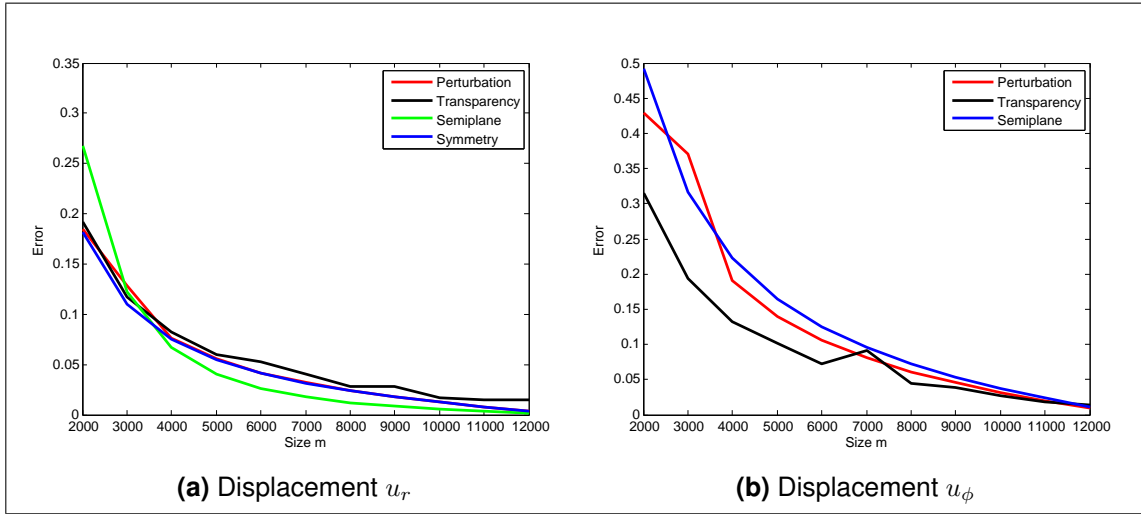 0.35
0.3
0.25
0.2
0.15
0.1
0.05
0
Error
2000 3000 4000 5000 6000 7000 8000 9000 10000 11000 12000
Size m
Perturbation
Transparency
Semiplane
Symmetry
(a) Displacement u_r
0.5
0.45
0.4
0.35
0.3
0.25
0.2
0.15
0.1
0.05
0
Error
2000 3000 4000 5000 6000 7000 8000 9000 10000 11000 12000
Size m
Perturbation
Transparency
Semiplane
(b) Displacement u_ϕ